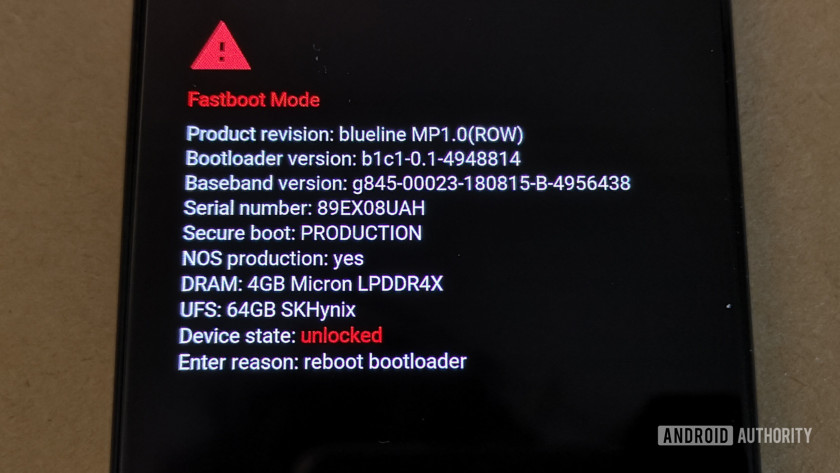 Fastboot Mode
Product revision: blueline MP1.0(ROW)
Bootloader version: b1c1-0.1-4948814
Baseband version: g845-00023-180815-B-4956438
Serial number: 89EX08UAH
Secure boot: PRODUCTION
NOS production: yes
DRAM: 4GB Micron LPDDR4X
UFS: 64GB SKHynix
Device state: unlocked
Enter reason: reboot bootloader
ANDROID AUTHORITY